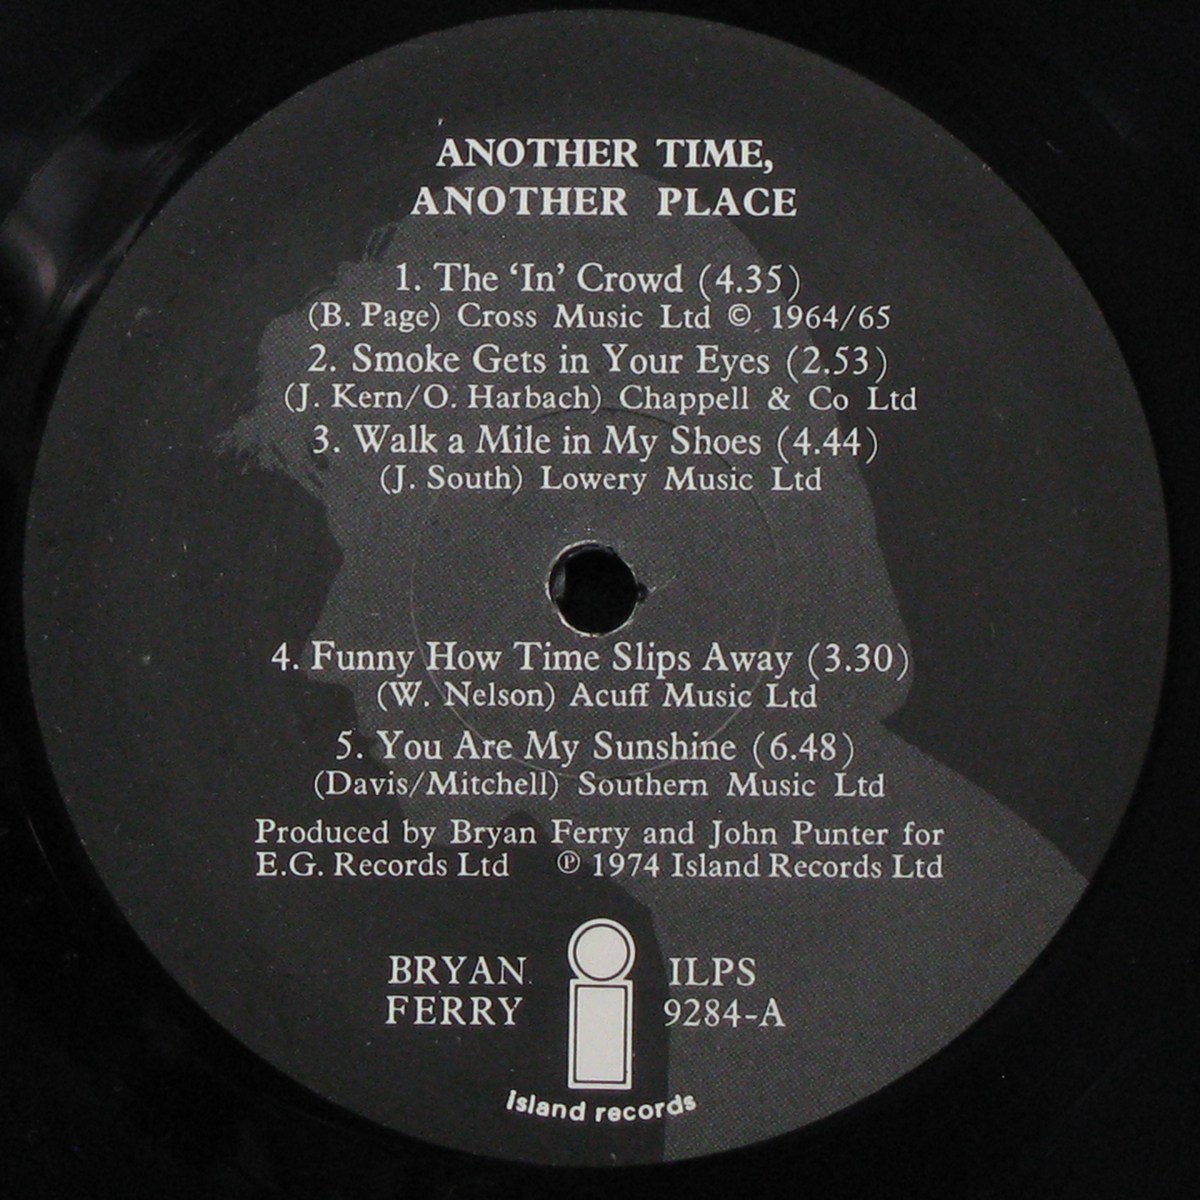 ANOTHER TIME,
ANOTHER PLACE
1. The ‘In’ Crowd (4.35)
(B. Page) Cross Music Ltd © 1964/65
2. Smoke Gets in Your Eyes (2.53)
(J. Kern/O. Harbach) Chappell & Co Ltd
3. Walk a Mile in My Shoes (4.44)
(J. South) Lowery Music Ltd
4. Funny How Time Slips Away (3.30)
(W. Nelson) Acuff Music Ltd
5. You Are My Sunshine (6.48)
(Davis/Mitchell) Southern Music Ltd
Produced by Bryan Ferry and John Punter for
E.G. Records Ltd ℗ 1974 Island Records Ltd
BRYAN ILPS
FERRY 9284-A
island records